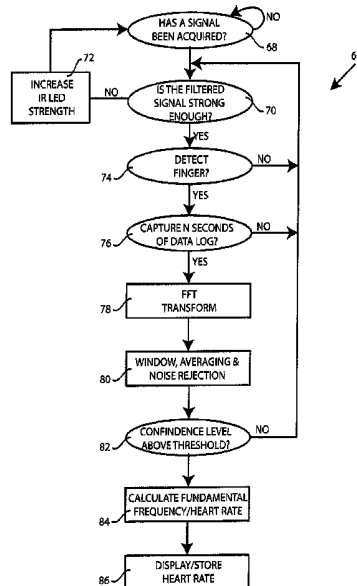 HAS A SIGNAL
BEEN ACQUIRED?
NO
68
72
INCREASE
IR LED
STRENGTH
NO
IS THE FILTERED
SIGNAL STRONG
ENOUGH?
70
6
YES
DETECT
FINGER?
NO
74
YES
CAPTURE N SECONDS
OF DATA LOG?
NO
76
YES
FFT
TRANSFORM
78
WINDOW, AVERAGING &
NOISE REJECTION
80
CONFINDENCE LEVEL
ABOVE THRESHOLD?
NO
82
CALCULATE FUNDAMENTAL
FREQUENCY/HEART RATE
84
DISPLAY/STORE
HEART RATE
86